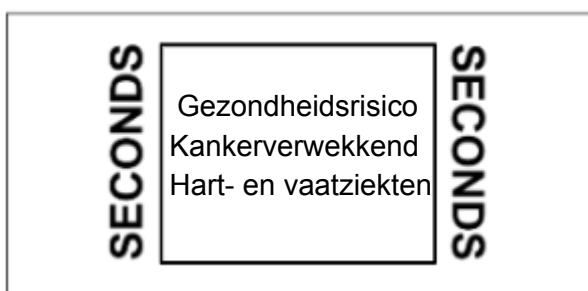 SECONDS
Gezondheidsrisico
Kankerverwekkend
Hart- en vaatziekten
SECONDS